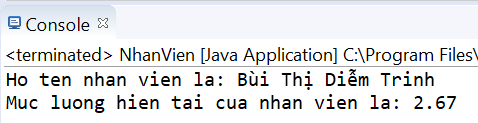 Console
<terminated> NhanVien [Java Application] C:\Program Files\
Ho ten nhan vien la: Bùi Thị Diễm Trinh
Muc luong hien tai cua nhan vien la: 2.67